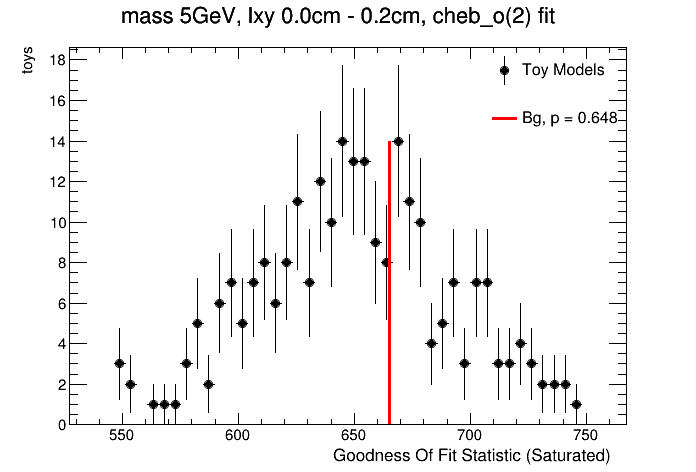 mass 5GeV, lxy 0.0cm - 0.2cm, cheb_o(2) fit
toys
18
16
14
12
10
8
6
4
2
0
Toy Models
Bg, p = 0.648
550 600 650 700 750
Goodness Of Fit Statistic (Saturated)